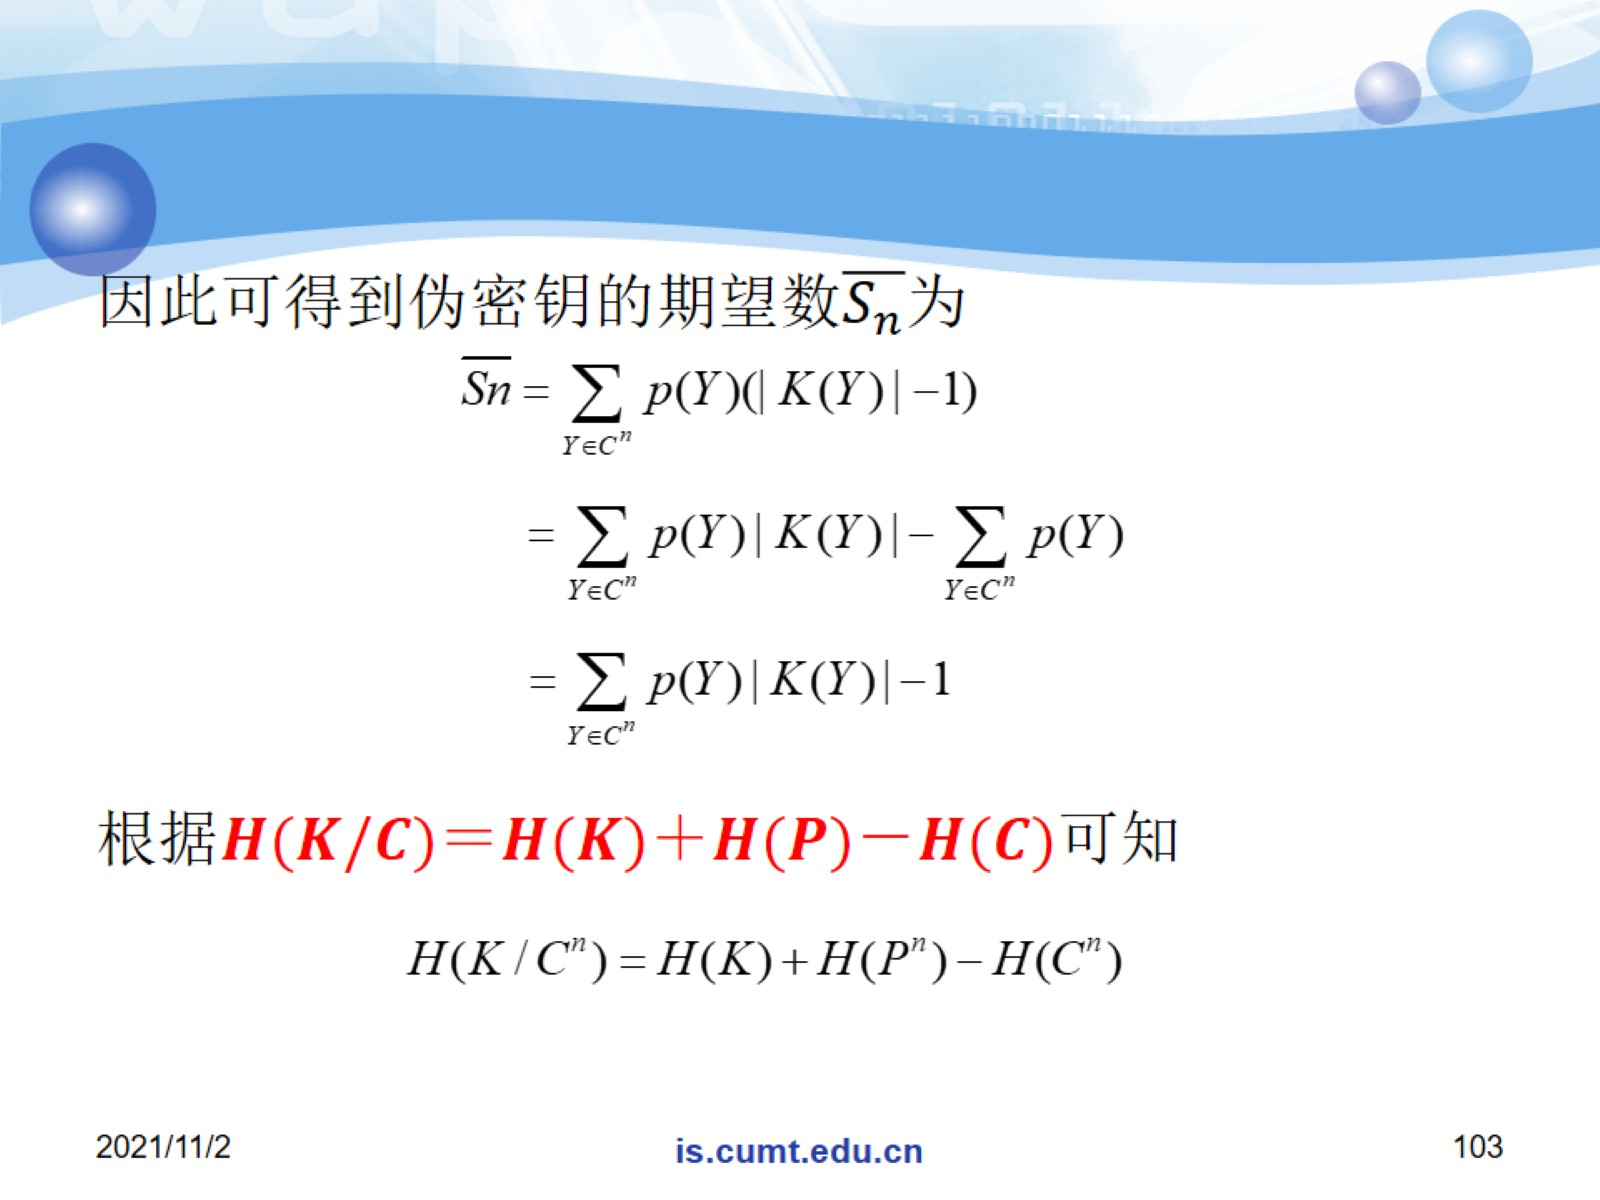 wap
因此可得到伪密钥的期望数$\overline{S_n}$为
$\overline{Sn} = \sum_{Y \in C^n} p(Y)(| K(Y) | -1)$
$= \sum_{Y \in C^n} p(Y) | K(Y) | - \sum_{Y \in C^n} p(Y)$
$= \sum_{Y \in C^n} p(Y) | K(Y) | -1$
根据H(K/C)=H(K)+H(P)−H(C)可知
$H(K / C^n) = H(K) + H(P^n) - H(C^n)$
2021/11/2
is.cumt.edu.cn
103